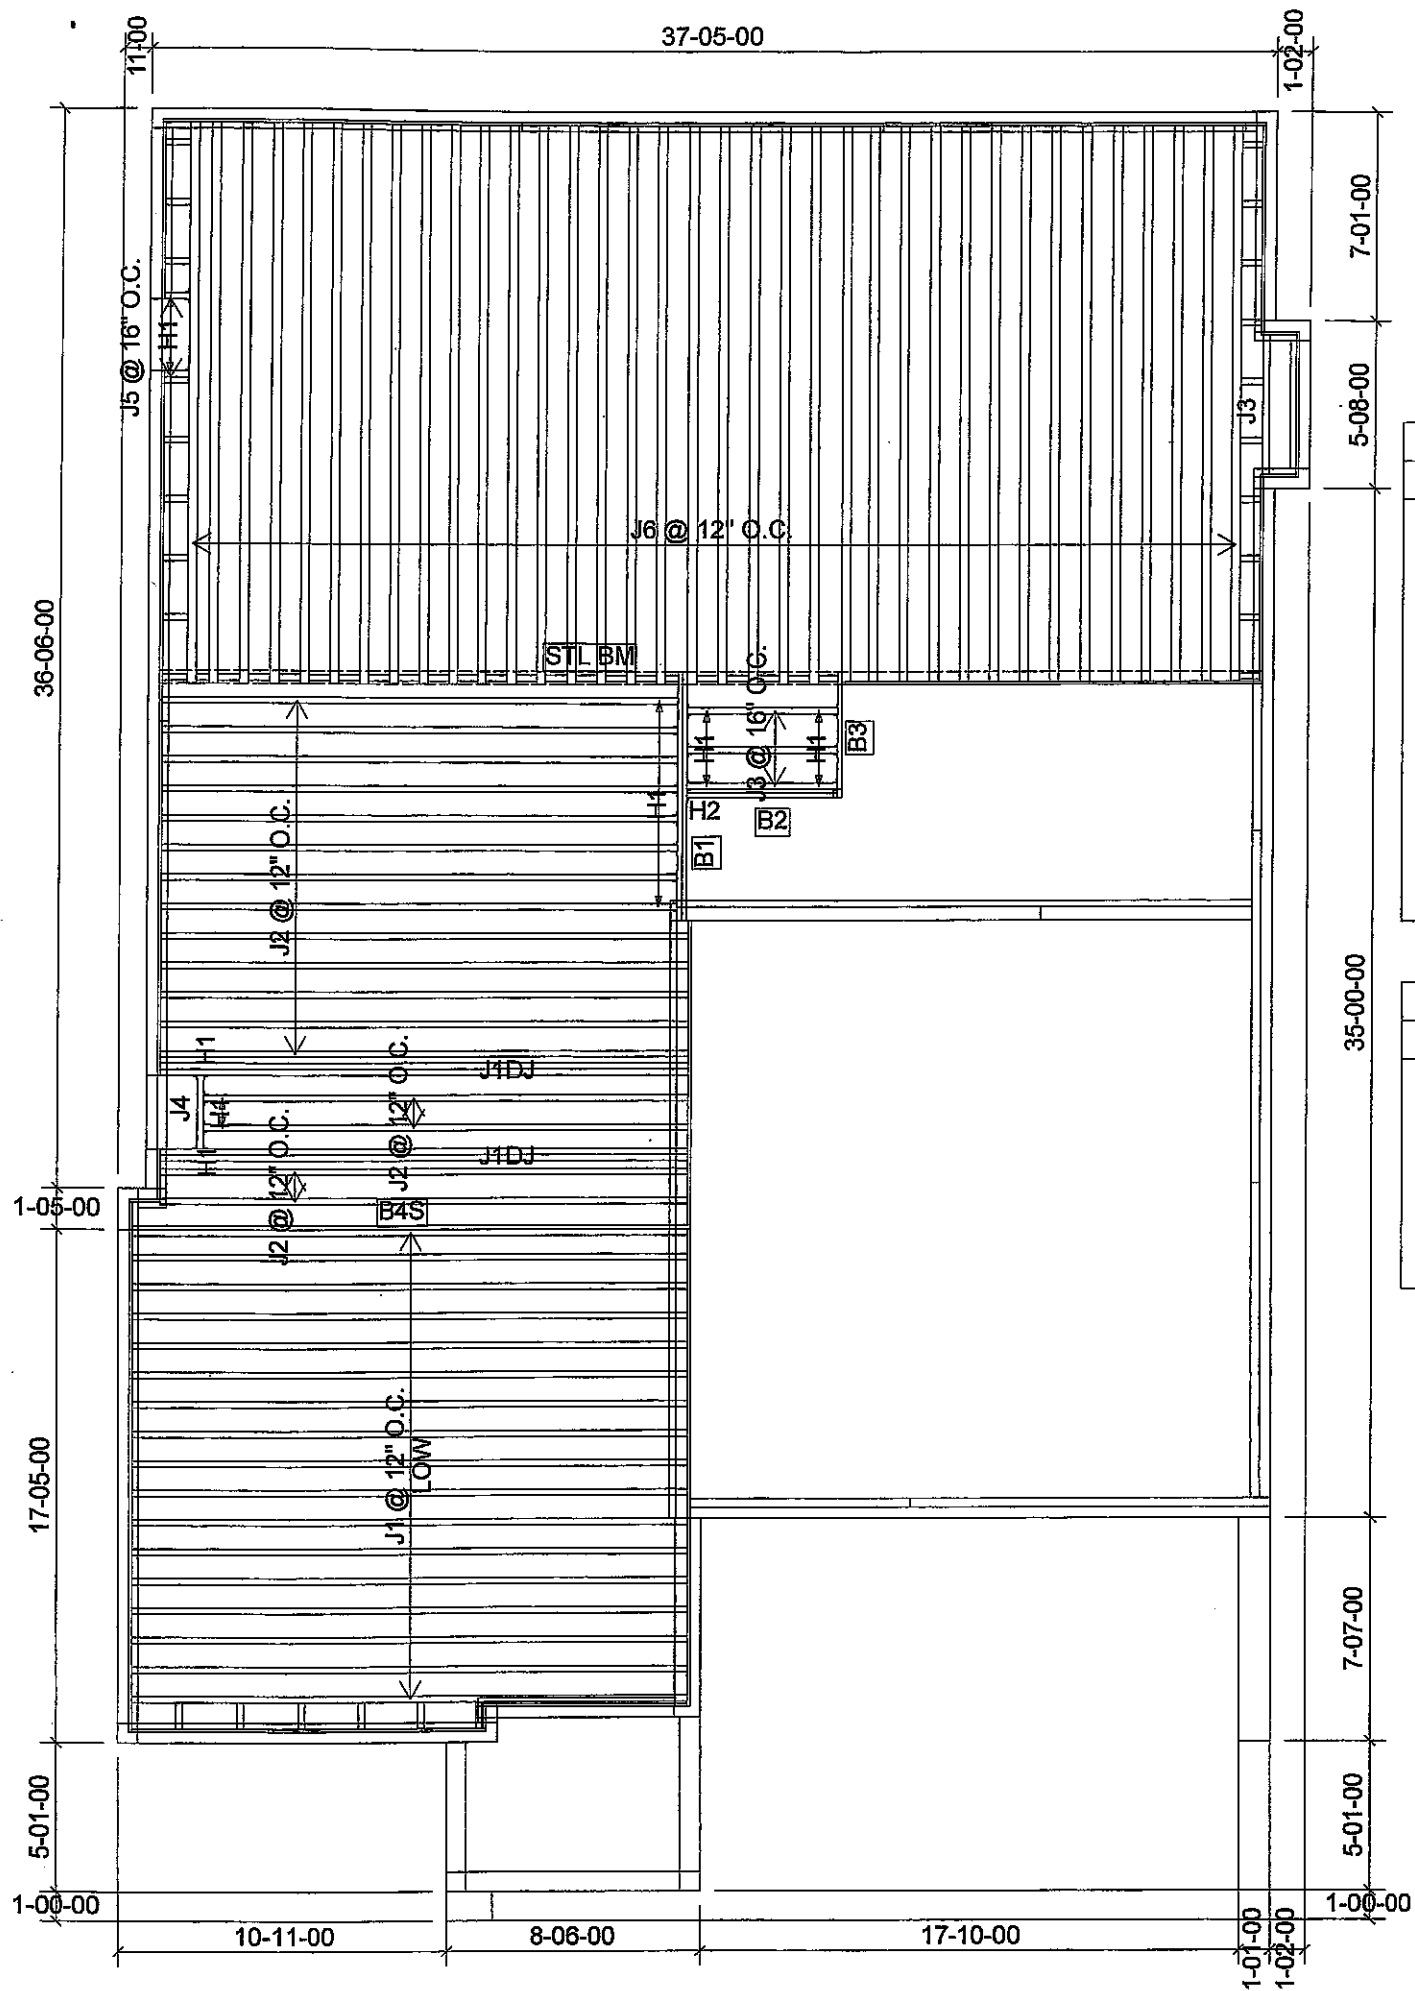 11-00
37-05-00
1-02-00
7-01-00
J5 @ 16" O.C.
H1
5-08-00
J3
J6 @ 12" O.C.
36-06-00
STL BM
J3 @ 16" O.C.
H1
H1
B3
H1
H2
B2
B1
J2 @ 12" O.C.
35-00-00
H1
J1DJ
J4
J2 @ 12" O.C.
J1DJ
H1
J2 @ 12" O.C.
1-05-00
B4S
J1 @ 12" O.C.
LOW
17-05-00
7-07-00
5-01-00
5-01-00
1-00-00
1-00-00
10-11-00
8-06-00
17-10-00
1-01-00
1-02-00